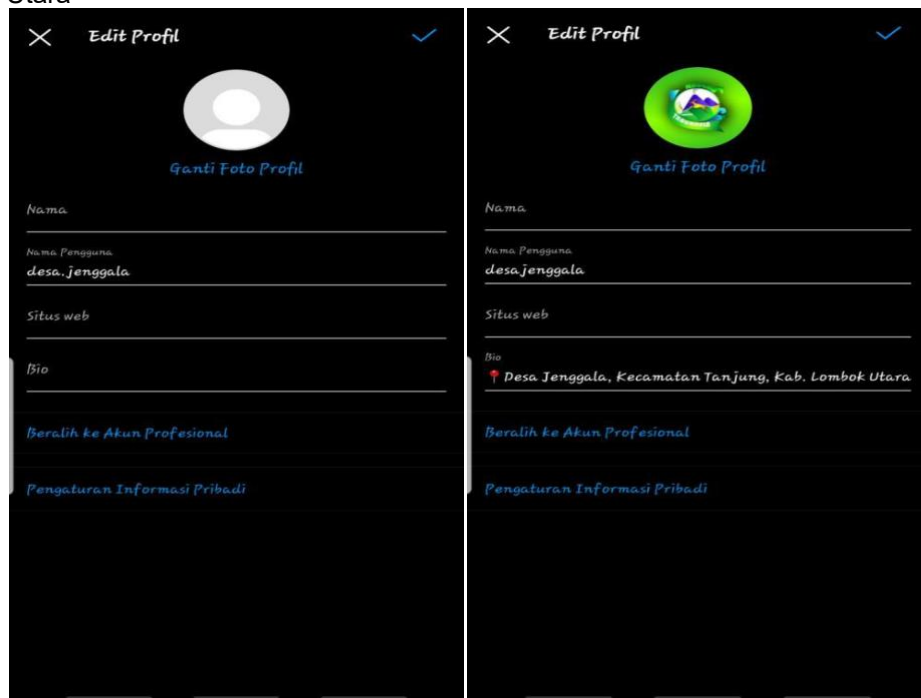 Utara
Edit Profil
Ganti Foto Profil
Nama
Nama Pengguna
desa.jenggala
Situs web
Bio
Beralih ke Akun Profesional
Pengaturan Informasi Pribadi
Edit Profil
Ganti Foto Profil
Nama
Nama Pengguna
desajenggala
Situs web
Bio
📍Desa Jenggala, Kecamatan Tanjung, Kab. Lombok Utara
Beralih ke Akun Profesional
Pengaturan Informasi Pribadi